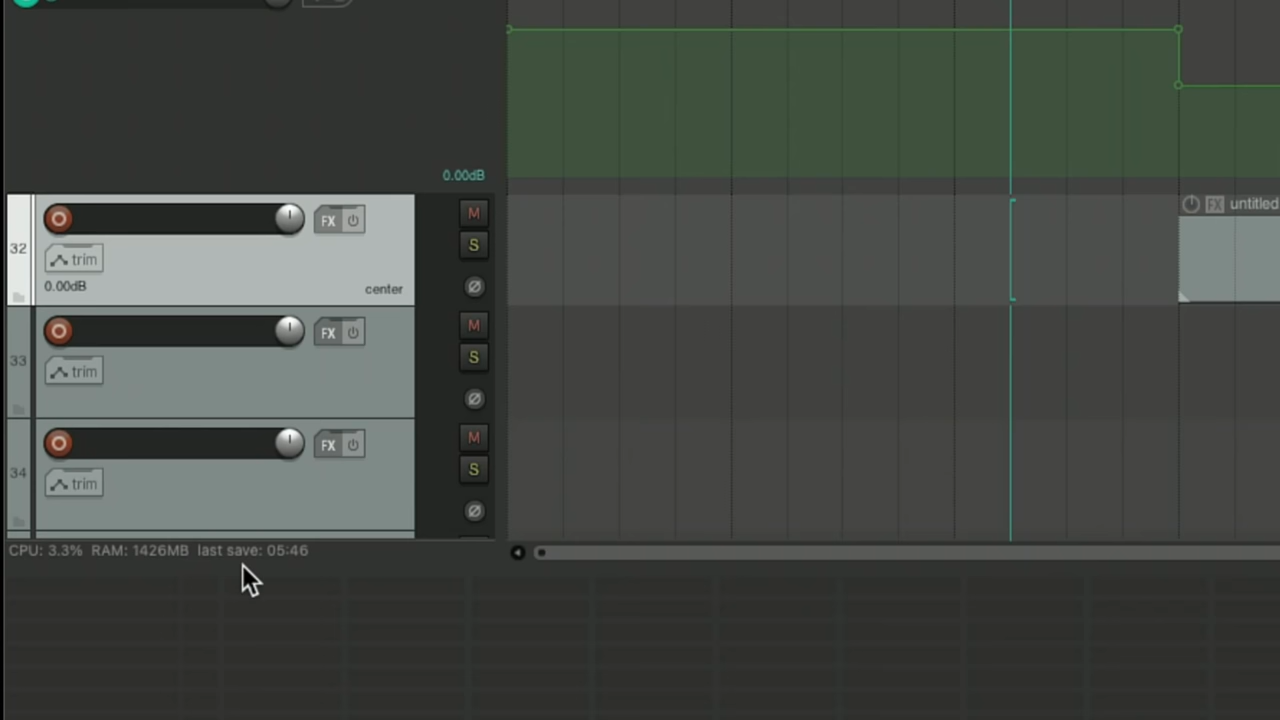 0.00dB
32
FX
M
S
trim
0.00dB
center
FX untitled
33
FX
M
S
trim
34
FX
M
S
trim
CPU: 3.3% RAM: 1426MB last save: 05:46